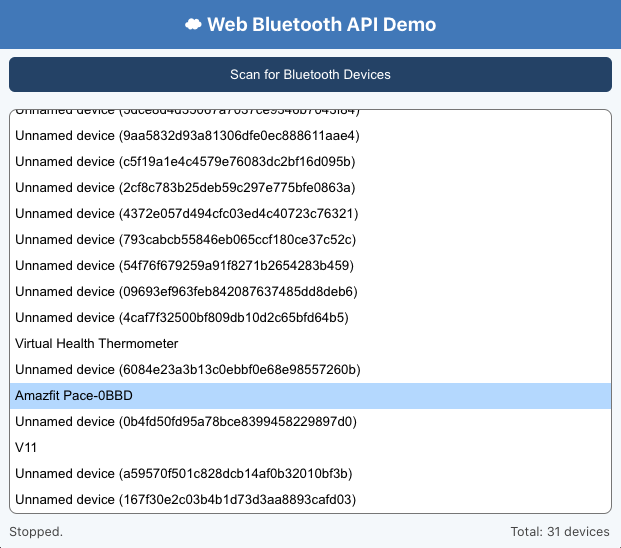 Web Bluetooth API Demo
Scan for Bluetooth Devices
Unnamed device
Unnamed device (9aa5832d93a81306dfe0ec888611aae4)
Unnamed device (c5f19a1e4c4579e76083dc2bf16d095b)
Unnamed device (2cf8c783b25deb59c297e775bfe0863a)
Unnamed device (4372e057d494cfc03ed4c40723c76321)
Unnamed device (793cabcb55846eb065ccf180ce37c52c)
Unnamed device (54f76f679259a91f8271b2654283b459)
Unnamed device (09693ef963feb842087637485dd8deb6)
Unnamed device (4caf7f32500bf809db10d2c65bfd64b5)
Virtual Health Thermometer
Unnamed device (6084e23a3b13c0ebbf0e68e98557260b)
Amazfit Pace-0BBD
Unnamed device (0b4fd50fd95a78bce8399458229897d0)
V11
Unnamed device (a59570f501c828dcb14af0b32010bf3b)
Unnamed device (167f30e2c03b4b1d73d3aa8893cafd03)
Stopped.
Total: 31 devices